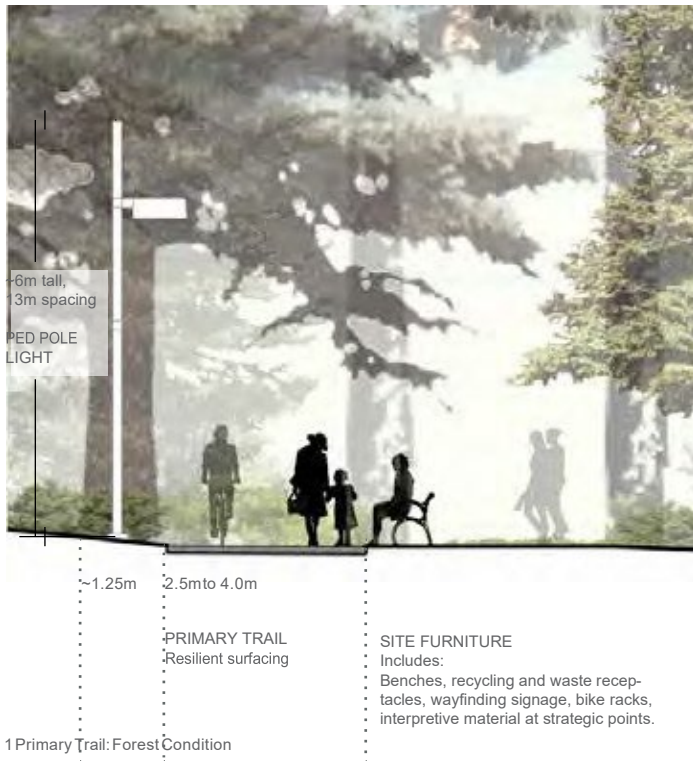 ~6m tall,
13m spacing
PED POLE
LIGHT
~1.25m
2.5mto 4.0m
PRIMARY TRAIL
Resilient surfacing
SITE FURNITURE
Includes:
Benches, recycling and waste recep-
tacles, wayfinding signage, bike racks,
interpretive material at strategic points.
1 Primary Trail: Forest Condition